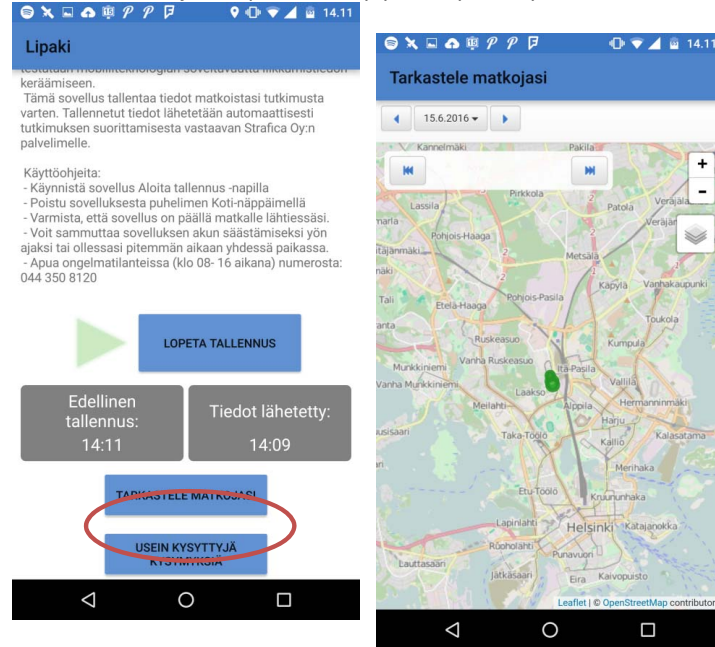 14.11
Lipaki
keräämiseen.
Tämä sovellus tallentaa tiedot matkoistasi tutkimusta
varten. Tallennetut tiedot lähetetään automaattisesti
tutkimuksen suorittamisesta vastaavan Strafica Oy:n
palvelimelle.
Käyttöohjeita:
- Käynnistä sovellus Aloita tallennus -napilla
- Poistu sovelluksesta puhelimen Koti-näppäimellä
- Varmista, että sovellus on päällä matkalle lähtiessäsi.
- Voit sammuttaa sovelluksen akun säästämiseksi yön
ajaksi tai ollessasi pitemmän aikaan yhdessä paikassa.
- Apua ongelmatilanteissa (klo 08- 16 aikana) numerosta:
044 350 8120
LOPETA TALLENNUS
Edellinen
tallennus:
14:11
Tiedot lähetetty:
14:09
TARKASTELE MATKOJASI
USEIN KYSYTTYJÄ
KYSYMYKSIÄ
14.11
Tarkastele matkojasi
15.6.2016
Kannelmäki
Pakila
+
-
Pirkkola
Lassila
Patola
Pohjois-Haaga
Metsälä
Käpylä
Vanhakaupunki
Tali
Etelä-Haaga
Pohjois-Pasila
Toukola
Ruskeasuo
Kumpula
Vanha Ruskeasuo
Itä-Pasila
Munkkiniemi
Vallila
Vanha Munkkiniemi
Laakso
Meilahti
Alppila
Hermanninmäki
Harju
Taka-Töölö
Kallio
Kalasatama
Merihaka
Etu-Töölö
Kruununhaka
Lapinlahti
Helsinki
Katajanokka
Ruoholahti
Punavuori
Lauttasaari
Jätkäsaari
Eira
Kaivopuisto
Leaflet | © OpenStreetMap contributor